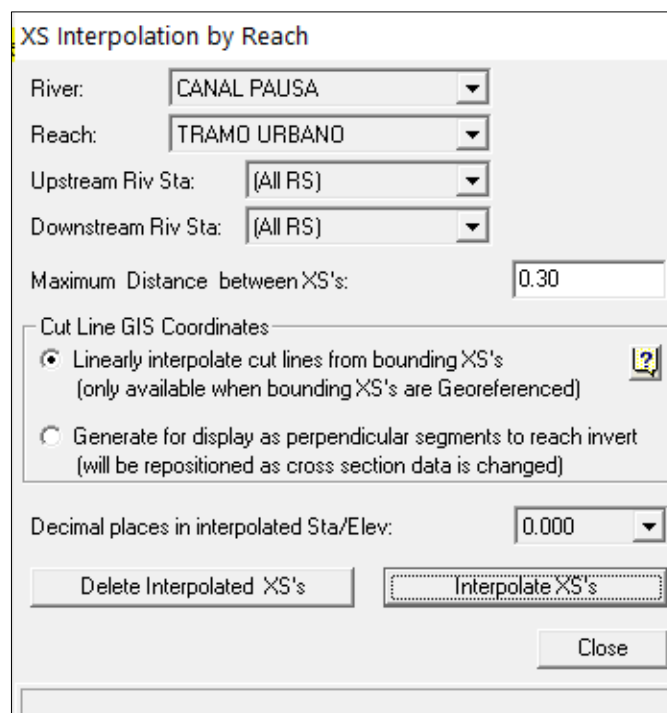 XS Interpolation by Reach
River: CANAL PAUSA
Reach: TRAMO URBANO
Upstream Riv Sta: (All RS)
Downstream Riv Sta: (All RS)
Maximum Distance between XS's: 0.30
Cut Line GIS Coordinates
Linearly interpolate cut lines from bounding XS's
(only available when bounding XS's are Georeferenced)
?
Generate for display as perpendicular segments to reach invert
(will be repositioned as cross section data is changed)
Decimal places in interpolated Sta/Elev: 0.000
Delete Interpolated XS's Interpolate XS's
Close